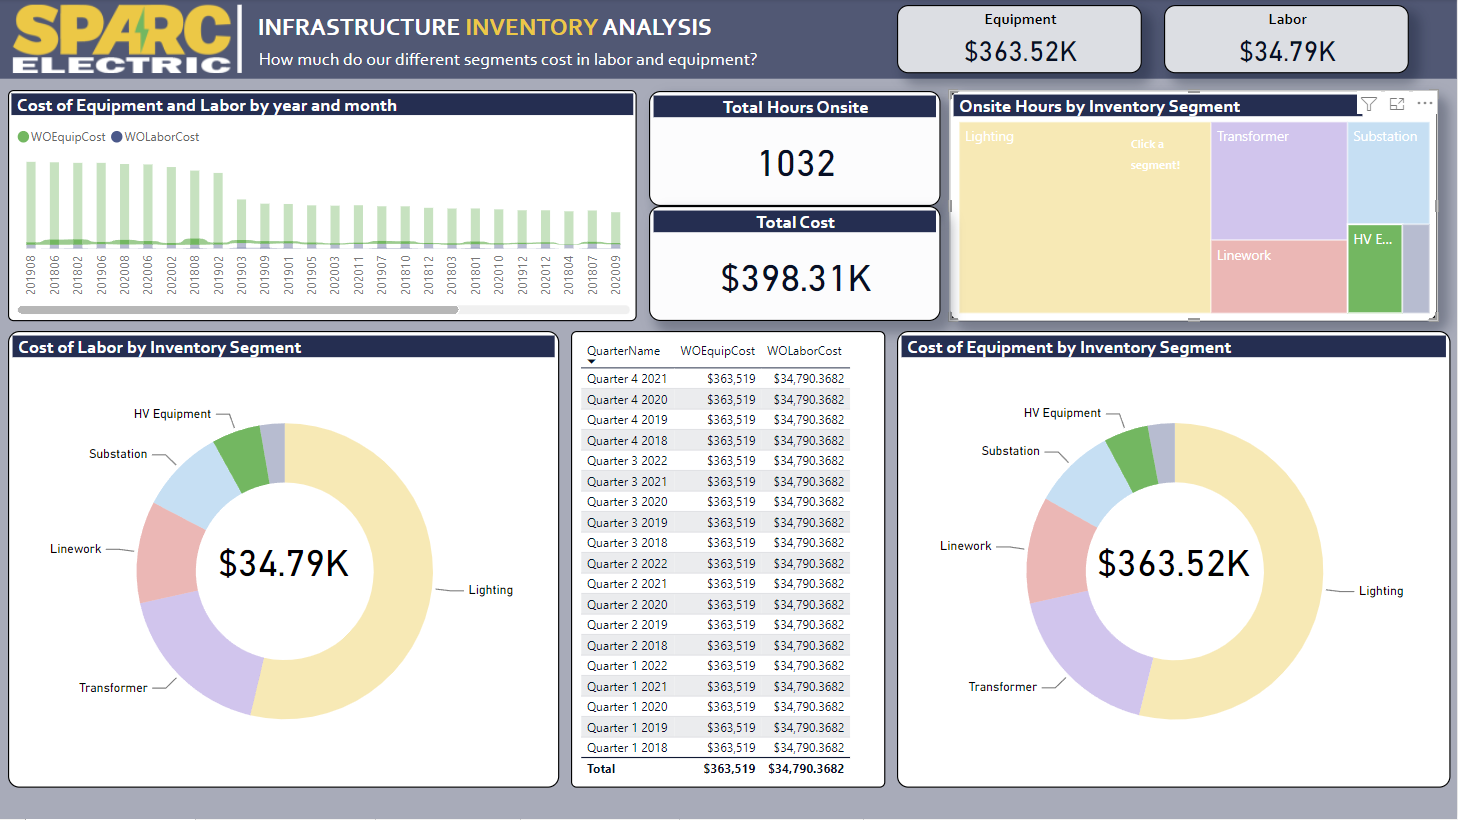 SPARC
ELECTRIC
INFRASTRUCTURE INVENTORY ANALYSIS
How much do our different segments cost in labor and equipment?
Equipment
$363.52K
Labor
$34.79K
Cost of Equipment and Labor by year and month
WOEquipCost WOLaborCost
201908 201806 201802 201906 202008 202006 202002 201808 201902 201903 201909 201901 201905 202003 202011 201907 201810 201812 201803 201801 202010 201912 202012 201804 201807 202009
Total Hours Onsite
1032
Total Cost
$398.31K
Onsite Hours by Inventory Segment
Lighting
Click a
segment!
Transformer
Substation
Linework
HV E...
Cost of Labor by Inventory Segment
HV Equipment
Substation
Linework
$34.79K
Lighting
Transformer
QuarterName WOEquipCost WOLaborCost
Quarter 4 2021 $363,519 $34,790.3682
Quarter 4 2020 $363,519 $34,790.3682
Quarter 4 2019 $363,519 $34,790.3682
Quarter 4 2018 $363,519 $34,790.3682
Quarter 3 2022 $363,519 $34,790.3682
Quarter 3 2021 $363,519 $34,790.3682
Quarter 3 2020 $363,519 $34,790.3682
Quarter 3 2019 $363,519 $34,790.3682
Quarter 3 2018 $363,519 $34,790.3682
Quarter 2 2022 $363,519 $34,790.3682
Quarter 2 2021 $363,519 $34,790.3682
Quarter 2 2020 $363,519 $34,790.3682
Quarter 2 2019 $363,519 $34,790.3682
Quarter 2 2018 $363,519 $34,790.3682
Quarter 1 2022 $363,519 $34,790.3682
Quarter 1 2021 $363,519 $34,790.3682
Quarter 1 2020 $363,519 $34,790.3682
Quarter 1 2019 $363,519 $34,790.3682
Quarter 1 2018 $363,519 $34,790.3682
Total $363,519 $34,790.3682
Cost of Equipment by Inventory Segment
HV Equipment
Substation
Linework
$363.52K
Lighting
Transformer